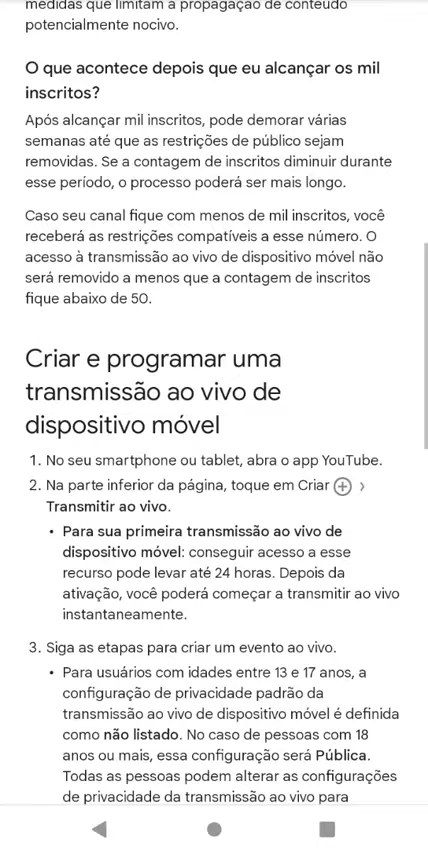 medidas que limitam a propagação de conteúdo
potencialmente nocivo.
O que acontece depois que eu alcançar os mil
inscritos?
Após alcançar mil inscritos, pode demorar várias
semanas até que as restrições de público sejam
removidas. Se a contagem de inscritos diminuir durante
esse período, o processo poderá ser mais longo.
Caso seu canal fique com menos de mil inscritos, você
receberá as restrições compatíveis a esse número. O
acesso à transmissão ao vivo de dispositivo móvel não
será removido a menos que a contagem de inscritos
fique abaixo de 50.
Criar e programar uma
transmissão ao vivo de
dispositivo móvel
1. No seu smartphone ou tablet, abra o app YouTube.
2. Na parte inferior da página, toque em Criar ⊕ >
Transmitir ao vivo.
• Para sua primeira transmissão ao vivo de
dispositivo móvel: conseguir acesso a esse
recurso pode levar até 24 horas. Depois da
ativação, você poderá começar a transmitir ao vivo
instantaneamente.
3. Siga as etapas para criar um evento ao vivo.
• Para usuários com idades entre 13 e 17 anos, a
configuração de privacidade padrão da
transmissão ao vivo de dispositivo móvel é definida
como não listado. No caso de pessoas com 18
anos ou mais, essa configuração será Pública.
Todas as pessoas podem alterar as configurações
de privacidade da transmissão ao vivo para